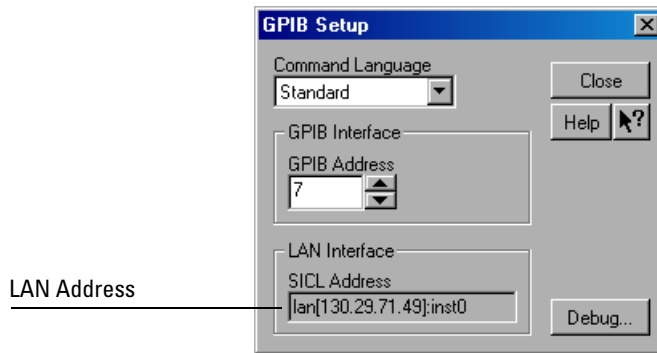 GPIB Setup
Command Language
Standard
Close
Help
?
GPIB Interface
GPIB Address
7
LAN Interface
SICL Address
LAN Address
lan[130.29.71.49]:inst0
Debug...